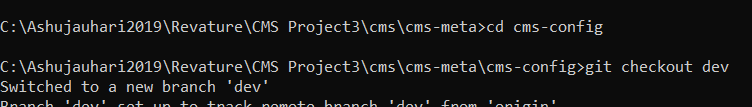 C:\Ashujauhari2019\Revature\CMS Project3\cms\cms-meta>cd cms-config
C:\Ashujauhari2019\Revature\CMS Project3\cms\cms-meta\cms-config>git checkout dev
Switched to a new branch 'dev'
Branch 'dev' set up to track remote branch 'dev' from 'origin'